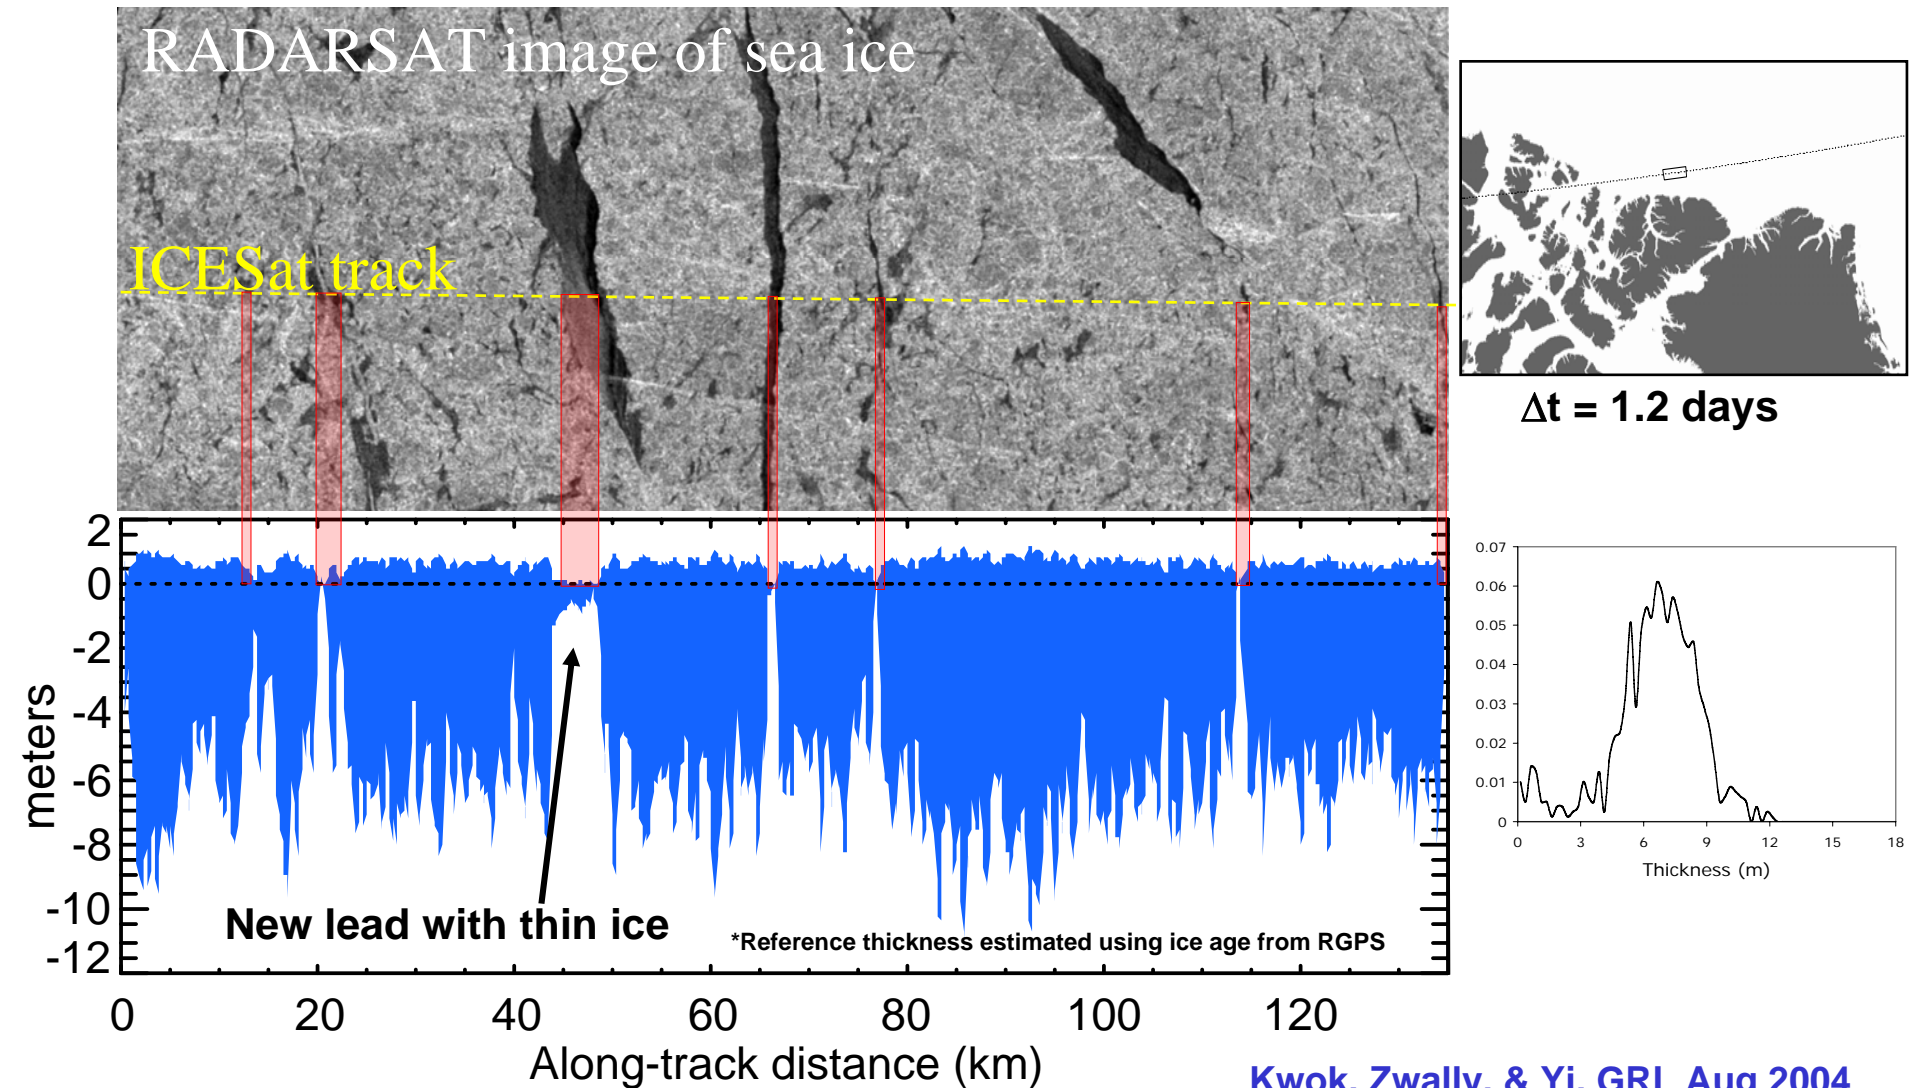 RADARSAT image of sea ice
ICESat track
Δt = 1.2 days
2
0
-2
-4
-6
-8
-10
-12
meters
New lead with thin ice
*Reference thickness estimated using ice age from RGPS
0 20 40 60 80 100 120
Along-track distance (km)
0.07
0.06
0.05
0.04
0.03
0.02
0.01
0
0 3 6 9 12 15 18
Thickness (m)
Kwok, Zwally, & Yi, GRL, Aug 2004